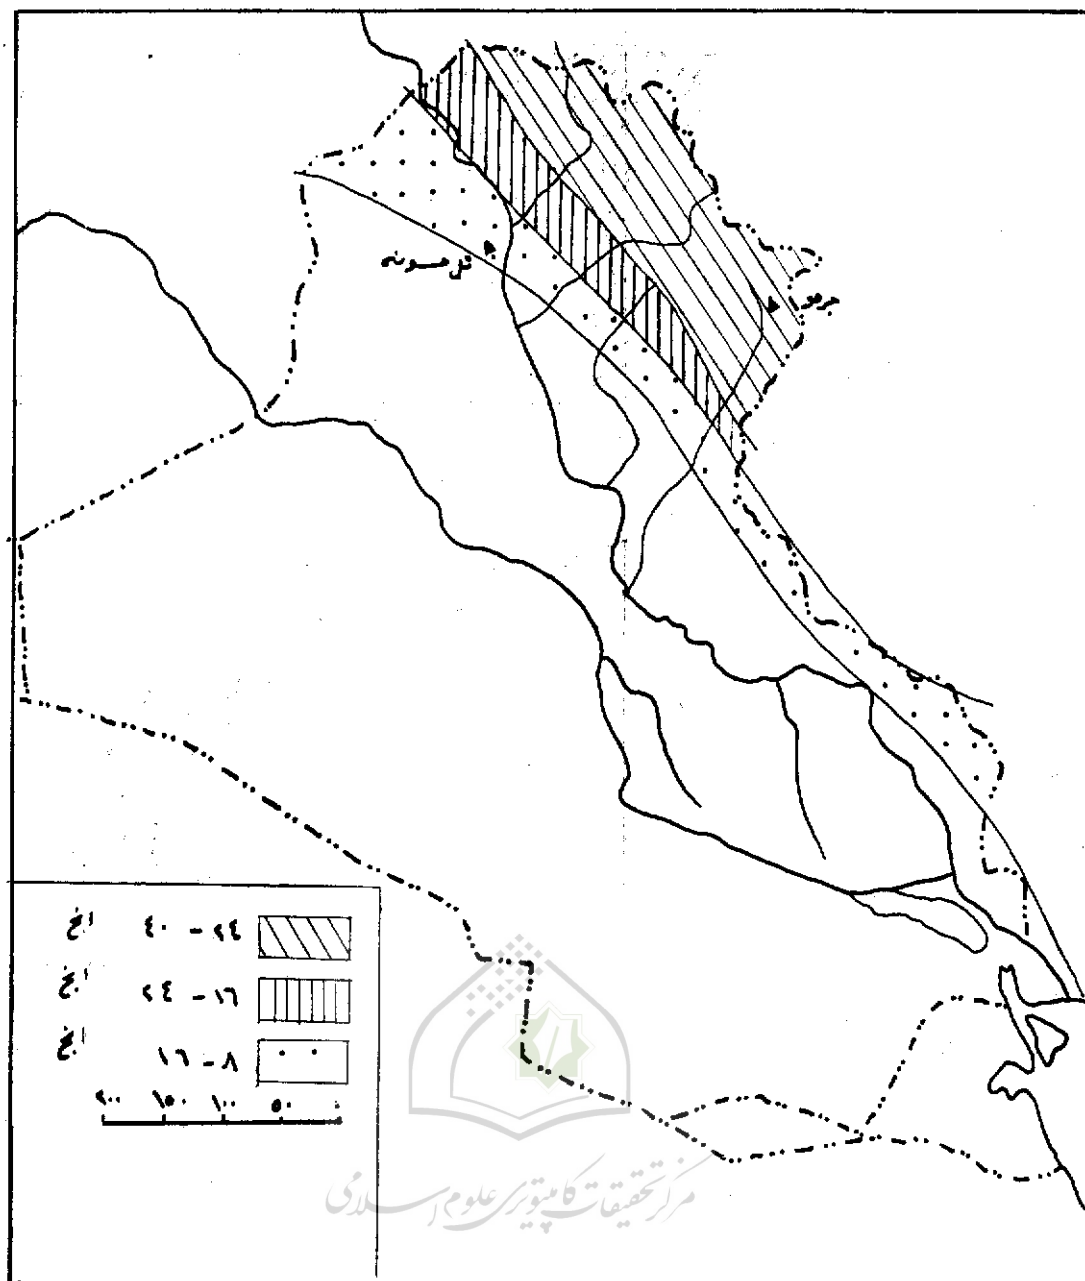 تل حسونه
جرمو
٢٤ - ٤٠ انج
١٦ - ٢٤ انج
٨ - ١٦ انج
٢٠٠ ١٥٠ ١٠٠ ٥٠ ٠
مرکز تحقیقات کامپیوتری علوم اسلامی